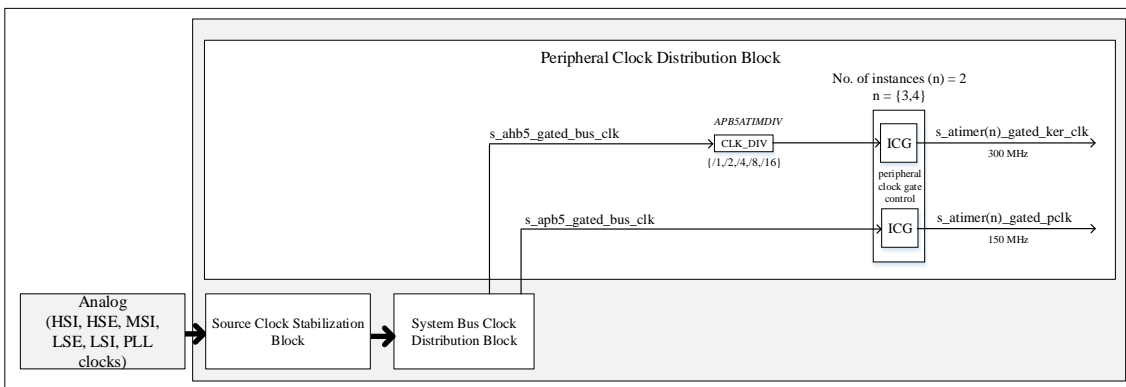 Peripheral Clock Distribution Block
No. of instances (n) = 2
n = {3,4}
APB5ATIMDIV
s_ahb5_gated_bus_clk
CLK_DIV
ICG
s_atimer(n)_gated_ker_clk
{/1,/2,/4,/8,/16}
300 MHz
peripheral
clock gate
control
s_apb5_gated_bus_clk
ICG
s_atimer(n)_gated_pclk
150 MHz
Analog
(HSI, HSE, MSI,
LSE, LSI, PLL
clocks)
Source Clock Stabilization
Block
System Bus Clock
Distribution Block